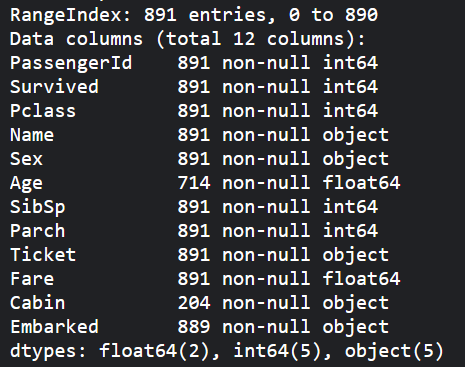 RangeIndex: 891 entries, 0 to 890
Data columns (total 12 columns):
PassengerId    891 non-null int64
Survived       891 non-null int64
Pclass         891 non-null int64
Name           891 non-null object
Sex            891 non-null object
Age            714 non-null float64
SibSp          891 non-null int64
Parch          891 non-null int64
Ticket         891 non-null object
Fare           891 non-null float64
Cabin          204 non-null object
Embarked       889 non-null object
dtypes: float64(2), int64(5), object(5)